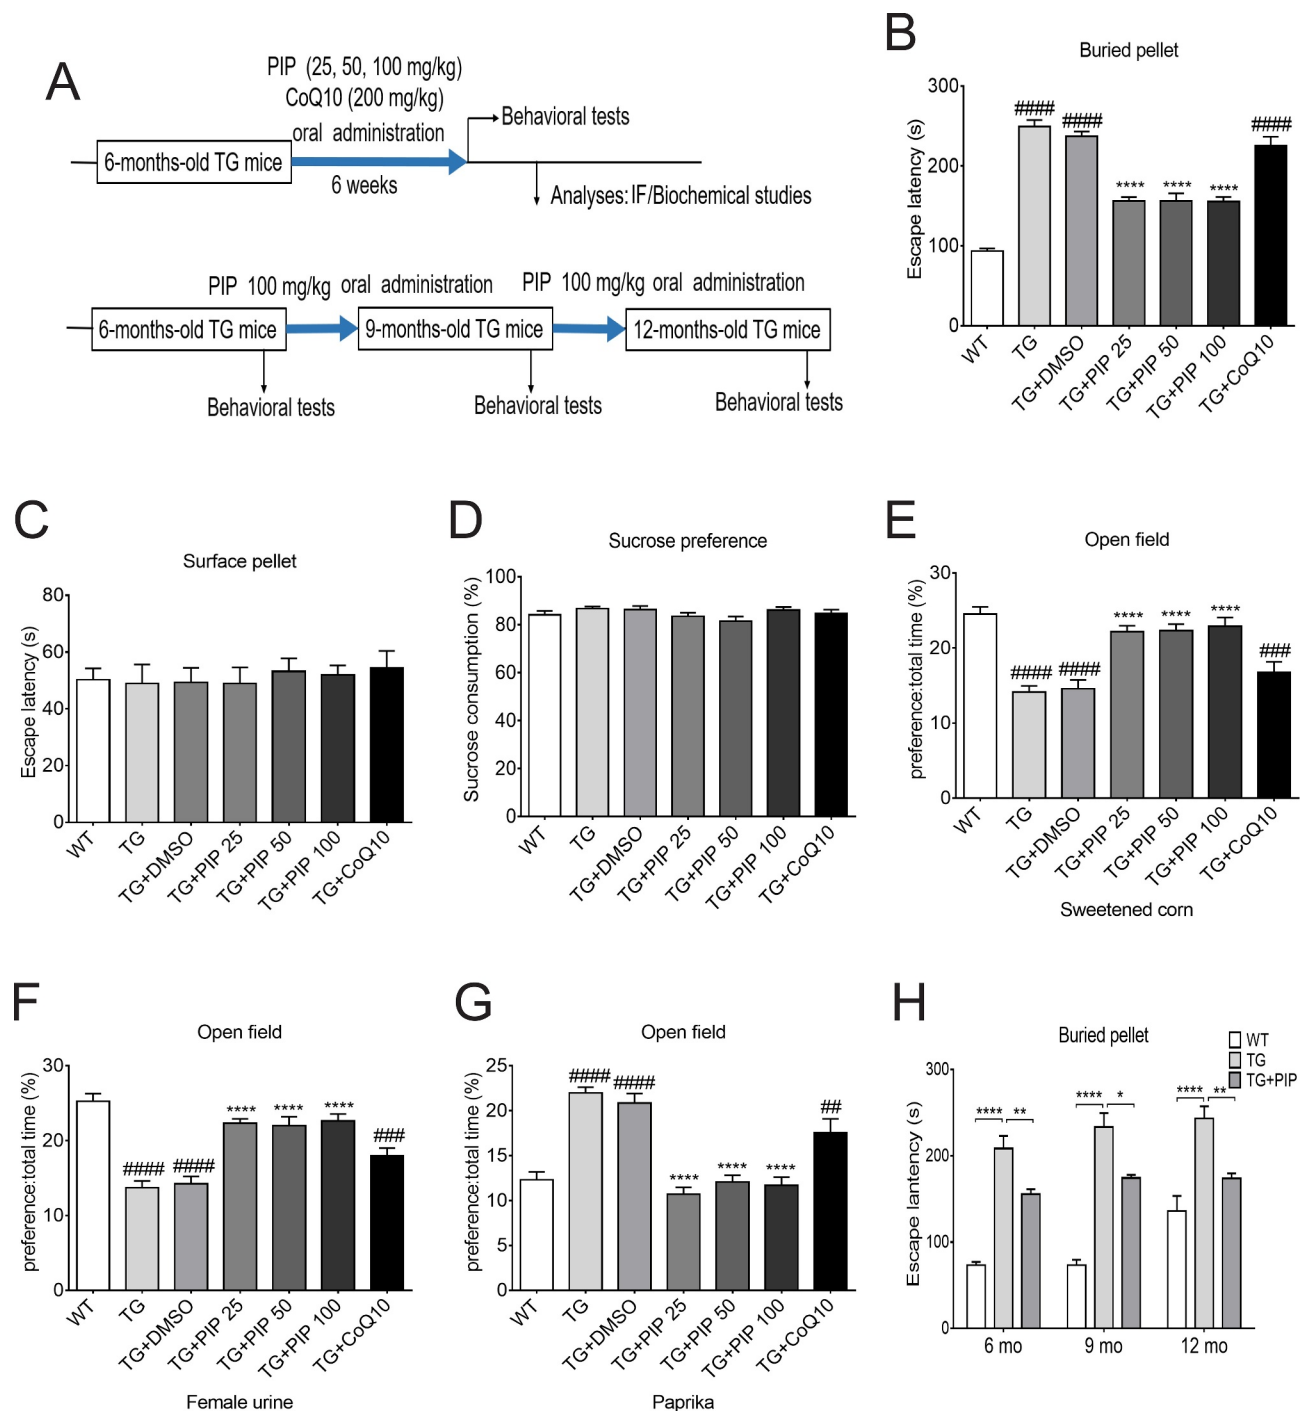 A
PIP (25, 50, 100 mg/kg)
CoQ10 (200 mg/kg)
oral administration
6-months-old TG mice
6 weeks
Behavioral tests
Analyses: IF/Biochemical studies
PIP 100 mg/kg oral administration
PIP 100 mg/kg oral administration
6-months-old TG mice
9-months-old TG mice
12-months-old TG mice
Behavioral tests
Behavioral tests
Behavioral tests
B
Buried pellet
Escape latency (s)
300
200
100
0
####
####
****
****
****
####
WT
TG
TG+DMSO
TG+PIP 25
TG+PIP 50
TG+PIP 100
TG+CoQ10
C
Surface pellet
Escape latency (s)
80
60
40
20
0
WT
TG
TG+DMSO
TG+PIP 25
TG+PIP 50
TG+PIP 100
TG+CoQ10
D
Sucrose preference
Sucrose consumption (%)
100
80
60
40
20
0
WT
TG
TG+DMSO
TG+PIP 25
TG+PIP 50
TG+PIP 100
TG+CoQ10
E
Open field
preference:total time (%)
30
20
10
0
####
####
****
****
****
###
WT
TG
TG+DMSO
TG+PIP 25
TG+PIP 50
TG+PIP 100
TG+CoQ10
Sweetened corn
F
Open field
preference:total time (%)
30
20
10
0
####
####
****
****
****
###
WT
TG
TG+DMSO
TG+PIP 25
TG+PIP 50
TG+PIP 100
TG+CoQ10
Female urine
G
Open field
preference:total time (%)
25
20
15
10
5
0
####
####
****
****
****
##
WT
TG
TG+DMSO
TG+PIP 25
TG+PIP 50
TG+PIP 100
TG+CoQ10
Paprika
H
Buried pellet
WT
TG
TG+PIP
Escape lantency (s)
300
200
100
0
****
**
****
*
****
**
6 mo
9 mo
12 mo